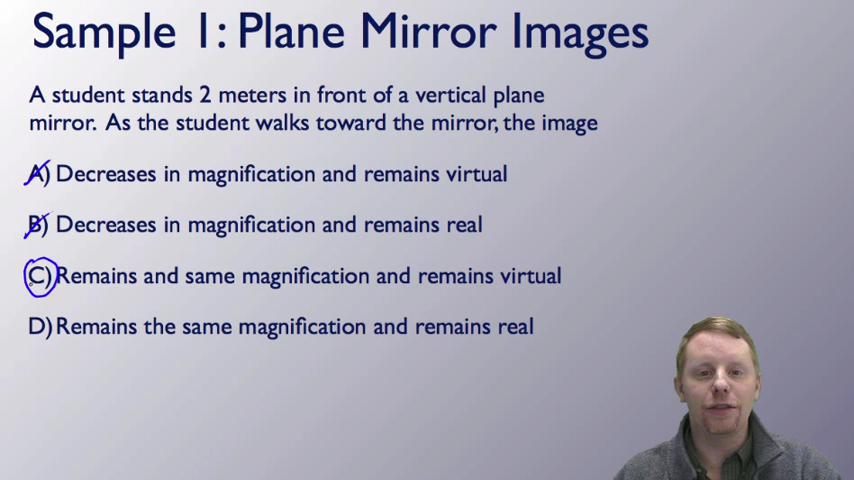 Sample 1: Plane Mirror Images
A student stands 2 meters in front of a vertical plane
mirror. As the student walks toward the mirror, the image
A) Decreases in magnification and remains virtual
B) Decreases in magnification and remains real
C) Remains and same magnification and remains virtual
D) Remains the same magnification and remains real